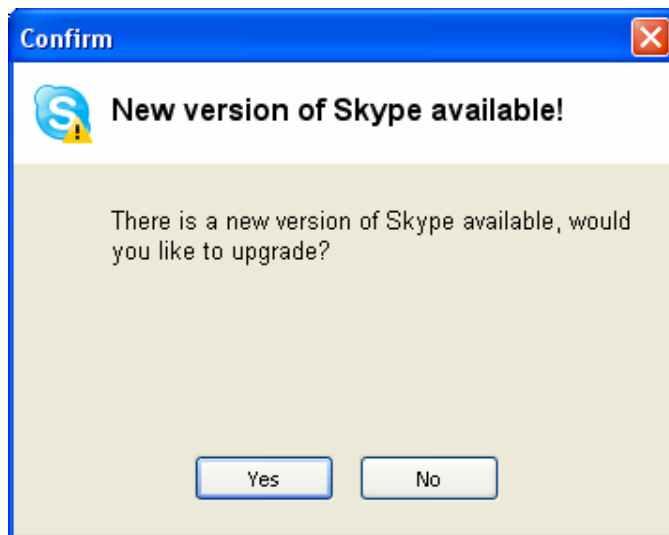 Confirm
New version of Skype available!
There is a new version of Skype available, would
you like to upgrade?
Yes
No